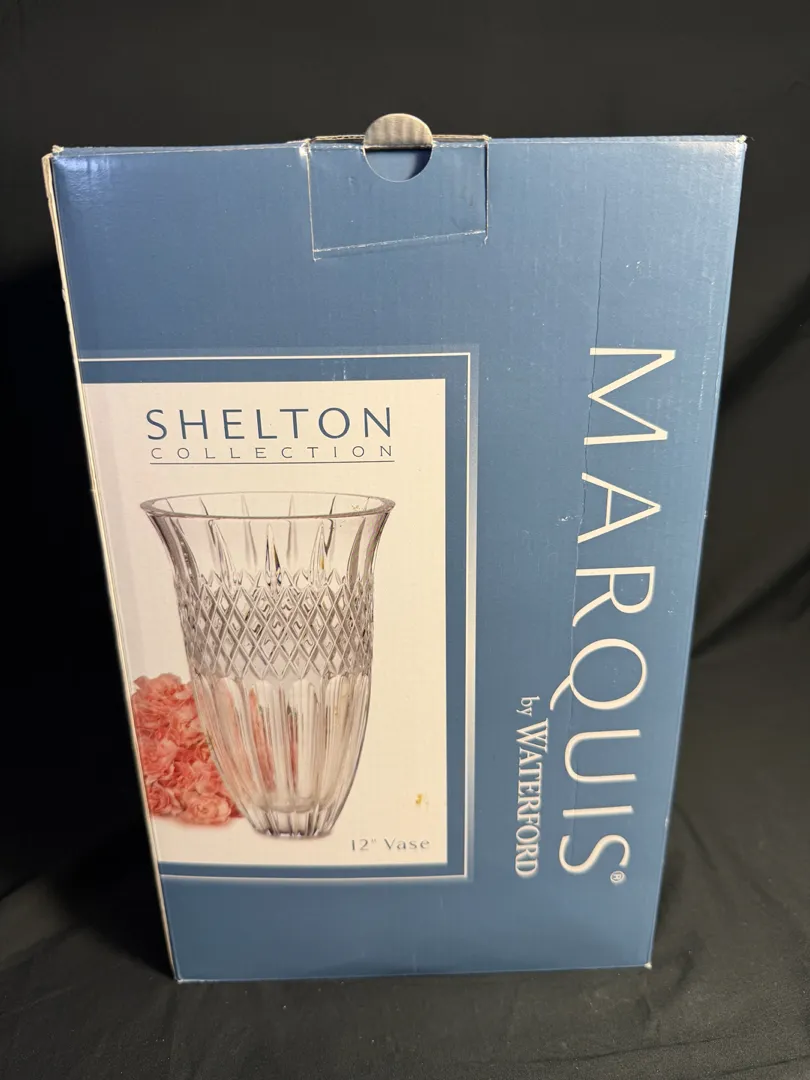 SHELTON
COLLECTION
12" Vase
MARQUIS®
by WATERFORD